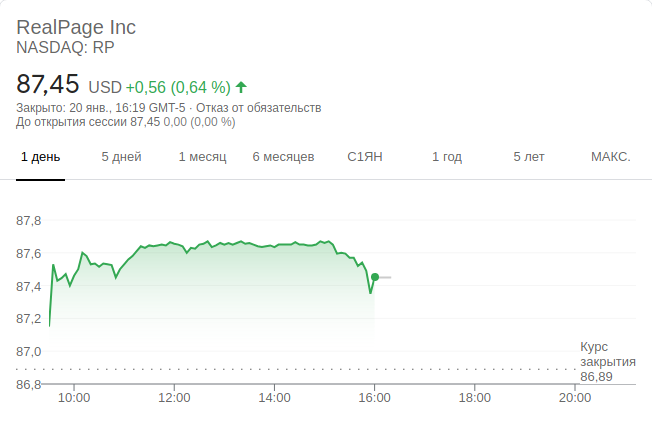 RealPage Inc
NASDAQ: RP
87,45 USD +0,56 (0,64 %)
Закрыто: 20 янв., 16:19 GMT-5 · Отказ от обязательств
До открытия сессии 87,45 0,00 (0,00 %)
1 день 5 дней 1 месяц 6 месяцев С1ЯН 1 год 5 лет МАКС.
87,8
87,6
87,4
87,2
87,0
86,8
Курс
закрытия
86,89
10:00 12:00 14:00 16:00 18:00 20:00